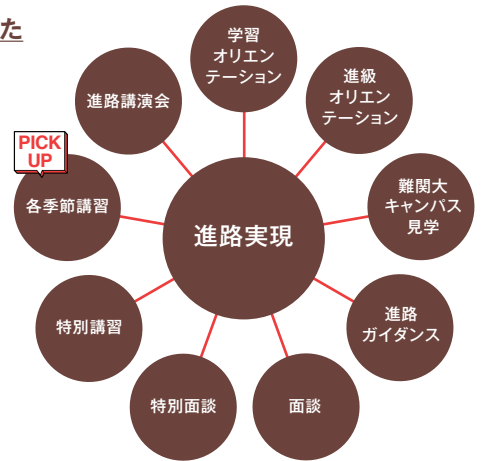 た
学習
オリエン
テーション
進級
オリエン
テーション
難関大
キャンパス
見学
進路
ガイダンス
面談
特別面談
特別講習
PICK
UP
各季節講習
進路講演会
進路実現